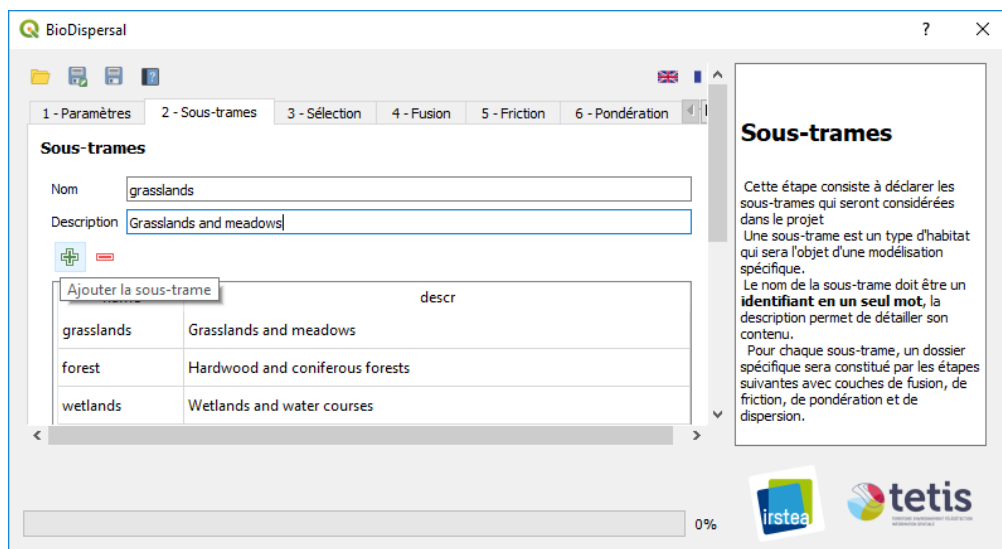 BioDispersal
?
1 - Paramètres 2 - Sous-trames 3 - Sélection 4 - Fusion 5 - Friction 6 - Pondération
Sous-trames
Nom grasslands
Description Grasslands and meadows
Ajouter la sous-trame
descr
grasslands Grasslands and meadows
forest Hardwood and coniferous forests
wetlands Wetlands and water courses
0%
Sous-trames
Cette étape consiste à déclarer les
sous-trames qui seront considérées
dans le projet
Une sous-trame est un type d'habitat
qui sera l'objet d'une modélisation
spécifique.
Le nom de la sous-trame doit être un
identifiant en un seul mot, la
description permet de détailler son
contenu.
Pour chaque sous-trame, un dossier
spécifique sera constitué par les étapes
suivantes avec couches de fusion, de
friction, de pondération et de
dispersion.
irstea
tetis